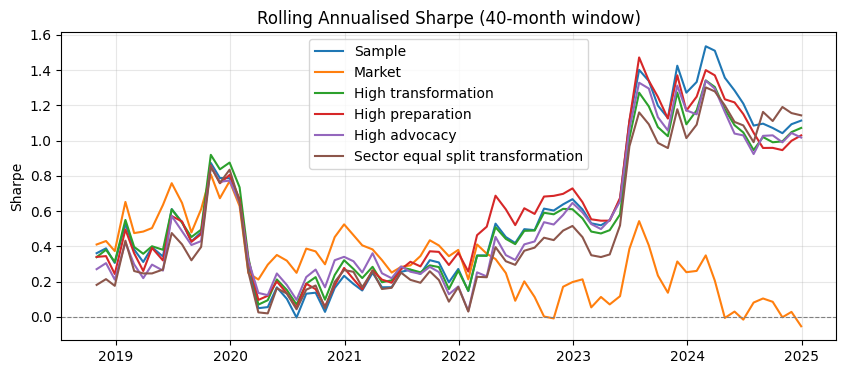 Rolling Annualised Sharpe (40-month window)
Sharpe
1.6
1.4
1.2
1.0
0.8
0.6
0.4
0.2
0.0
Sample
Market
High transformation
High preparation
High advocacy
Sector equal split transformation
2019
2020
2021
2022
2023
2024
2025